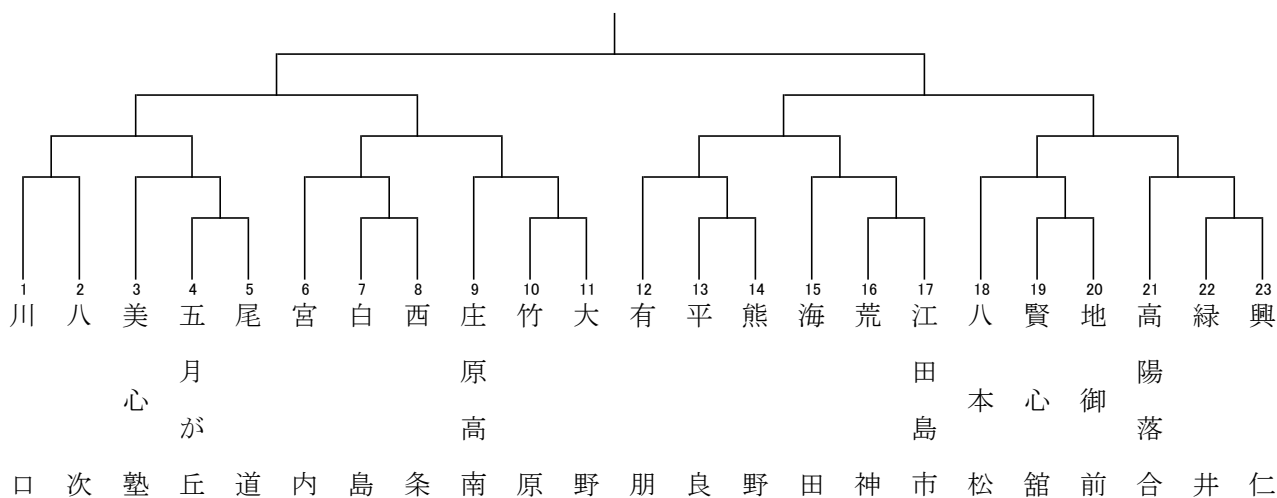 1 川口
2 八次
3 美心塾
4 五月が丘
5 尾道
6 宮内
7 白島
8 西条
9 庄原高南
10 竹原
11 大野
12 有朋
13 平良
14 熊野
15 海田
16 荒神
17 江田島市
18 八本松
19 賢心舘
20 地御前
21 高陽落合
22 緑井
23 興仁